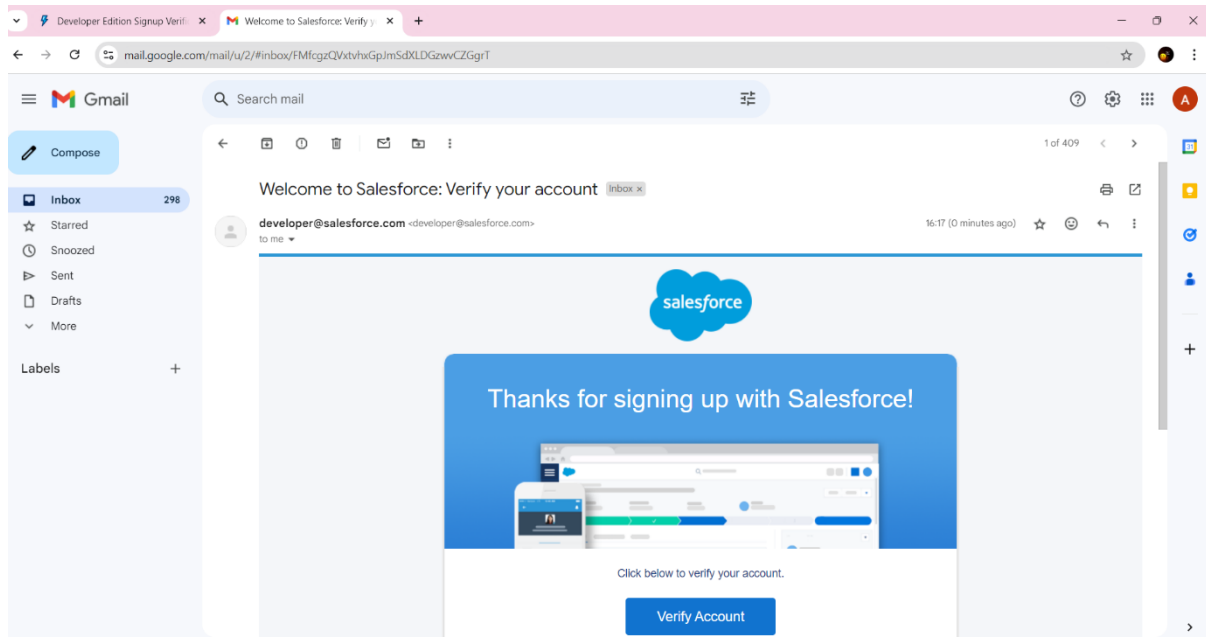 Developer Edition Signup Verifi
Welcome to Salesforce: Verify y
mail.google.com/mail/u/2/#inbox/FMfcgzQVxtvhxGpJmSdXLDGzwvCZGgrT
Gmail
Search mail
A
Compose
1 of 409
31
Welcome to Salesforce: Verify your account Inbox x
Inbox 298
developer@salesforce.com <developer@salesforce.com> 16:17 (0 minutes ago)
Starred
to me
Snoozed
Sent
Drafts
More
Labels
salesforce
Thanks for signing up with Salesforce!
Click below to verify your account.
Verify Account